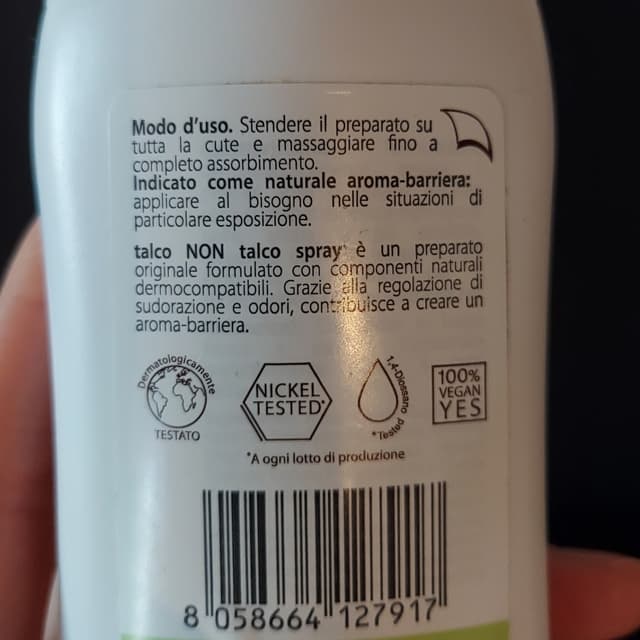 Modo d'uso. Stendere il preparato su
tutta la cute e massaggiare fino a
completo assorbimento.
Indicato come naturale aroma-barriera:
applicare al bisogno nelle situazioni di
particolare esposizione.
talco NON talco spray è un preparato
originale formulato con componenti naturali
dermocompatibili. Grazie alla regolazione di
sudorazione e odori, contribuisce a creare un
aroma-barriera.
Dermatologicamente
TESTATO
NICKEL
TESTED*
1,4-Diossano
*Tested
100%
VEGAN
YES
*A ogni lotto di produzione
8 058664 127917